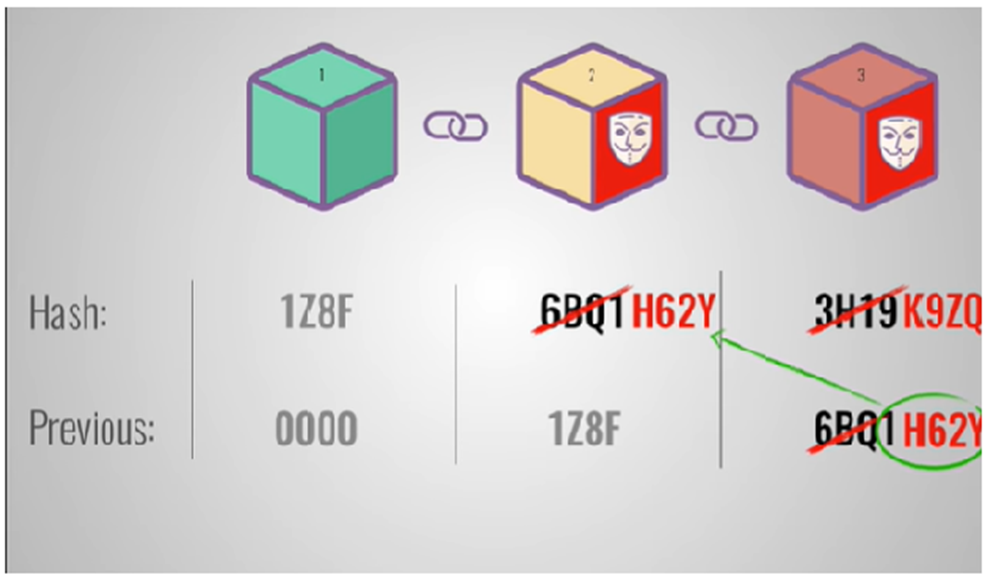 1 2 3
Hash: 1Z8F 6BQ1 H62Y 3H19 K9ZQ
Previous: 0000 1Z8F 6BQ1 H62Y